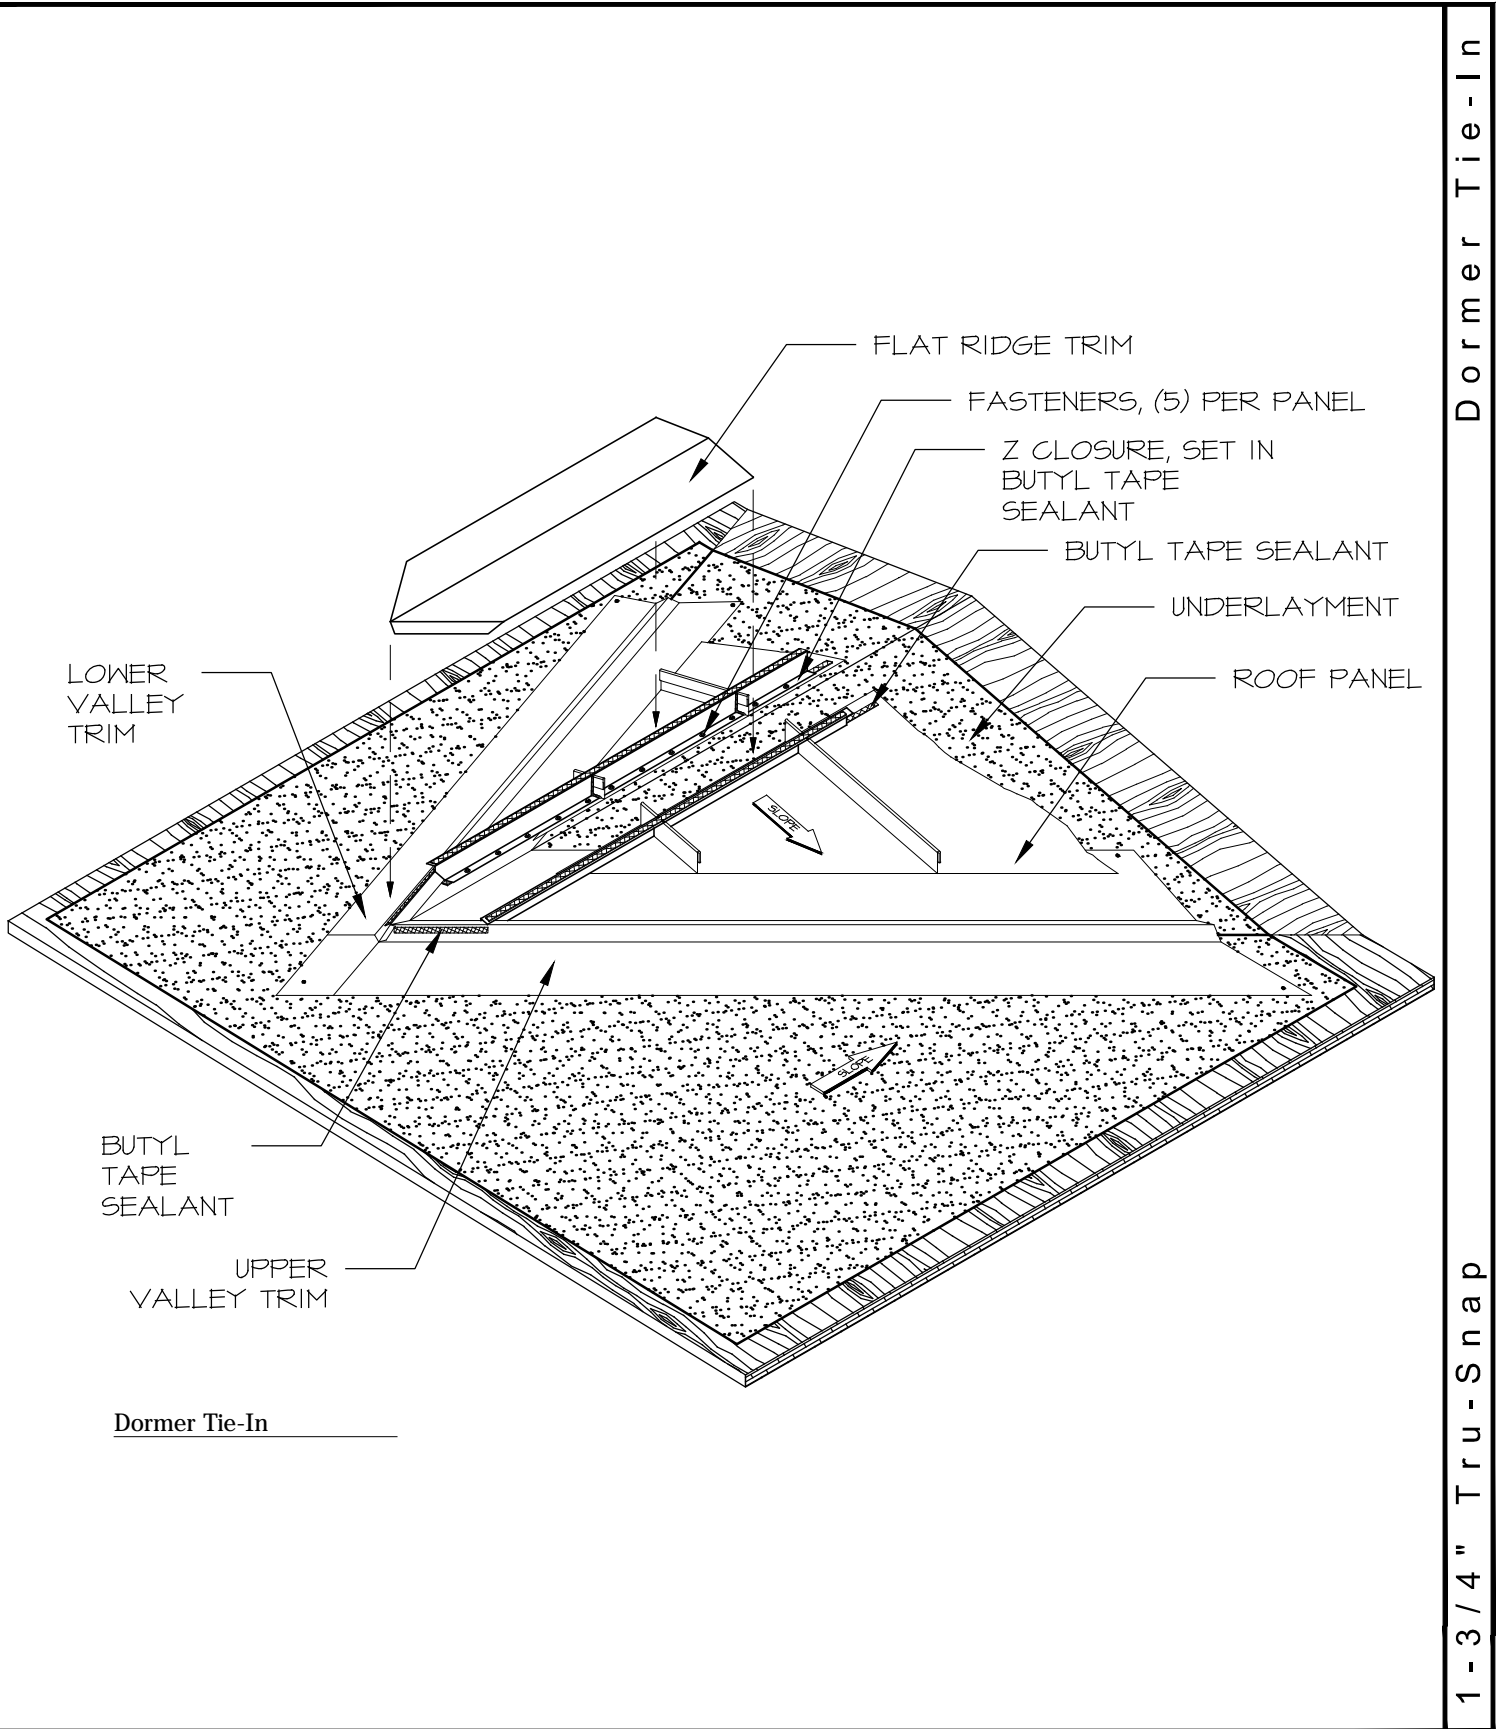 Dormer Tie-In
FLAT RIDGE TRIM
FASTENERS, (5) PER PANEL
Z CLOSURE, SET IN
BUTYL TAPE
SEALANT
BUTYL TAPE SEALANT
UNDERLAYMENT
ROOF PANEL
LOWER
VALLEY
TRIM
SLOPE
SLOPE
BUTYL
TAPE
SEALANT
UPPER
VALLEY TRIM
Dormer Tie-In
1-3/4" Tru-Snap